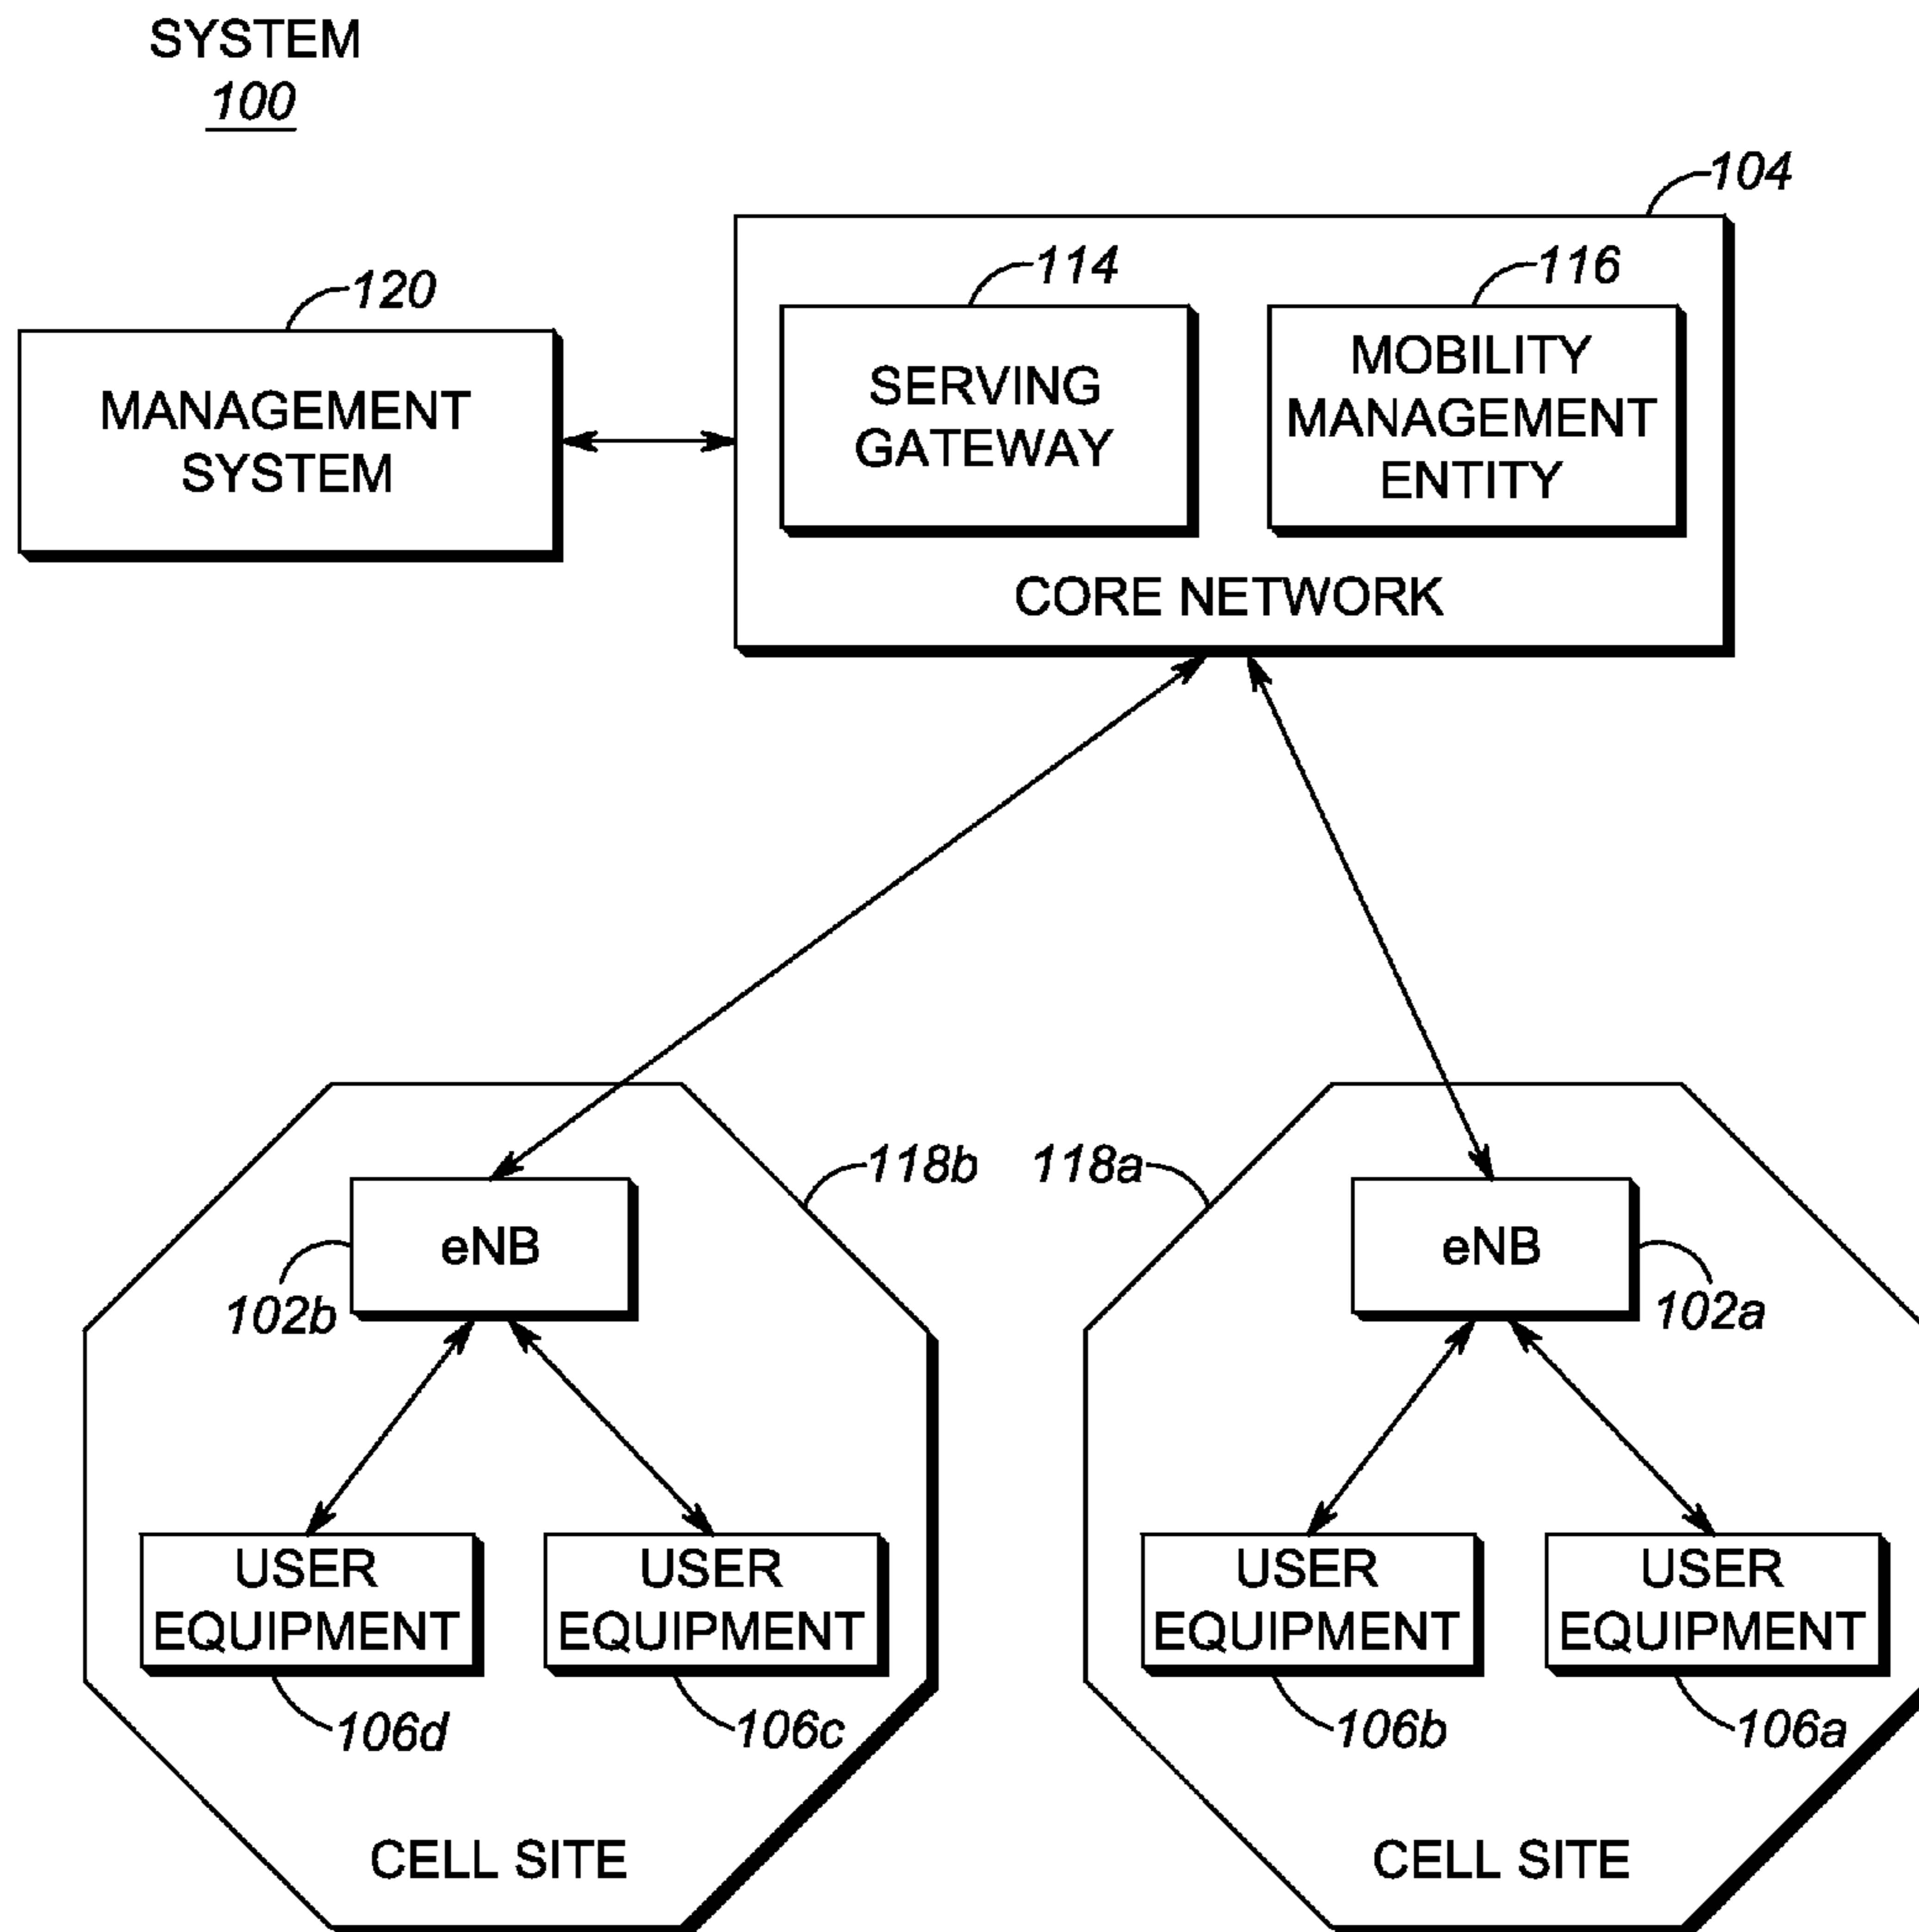 SYSTEM
100
104
114
116
120
MANAGEMENT
SYSTEM
SERVING
GATEWAY
MOBILITY
MANAGEMENT
ENTITY
CORE NETWORK
118b
118a
eNB
eNB
102b
102a
USER
EQUIPMENT
USER
EQUIPMENT
USER
EQUIPMENT
USER
EQUIPMENT
106d
106c
106b
106a
CELL SITE
CELL SITE